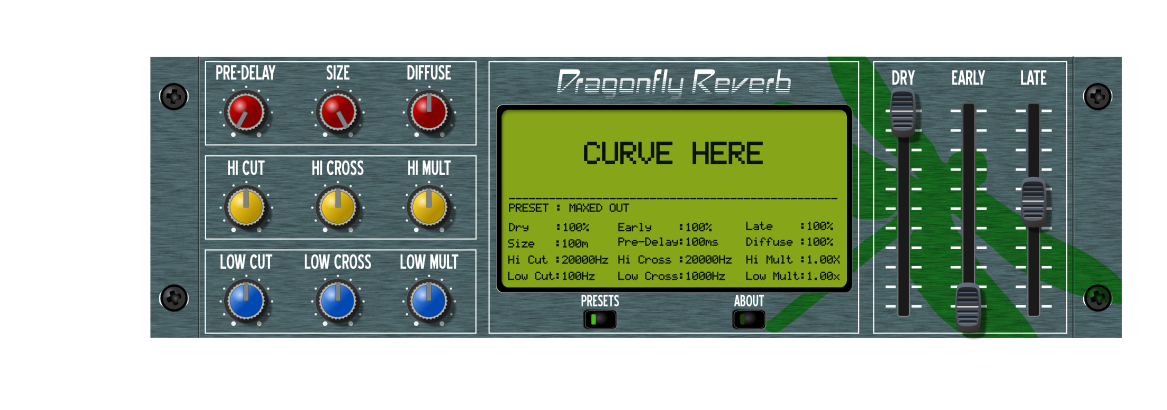 PRE-DELAY SIZE DIFFUSE
HI CUT HI CROSS HI MULT
LOW CUT LOW CROSS LOW MULT
Dragonfly Reverb
CURVE HERE
PRESET : MAXED OUT
Dry :100% Early :100% Late :100%
Size :100m Pre-Delay:100ms Diffuse :100%
Hi Cut :20000Hz Hi Cross :20000Hz Hi Mult :1.00X
Low Cut:100Hz Low Cross:1000Hz Low Mult:1.00x
PRESETS ABOUT
DRY EARLY LATE